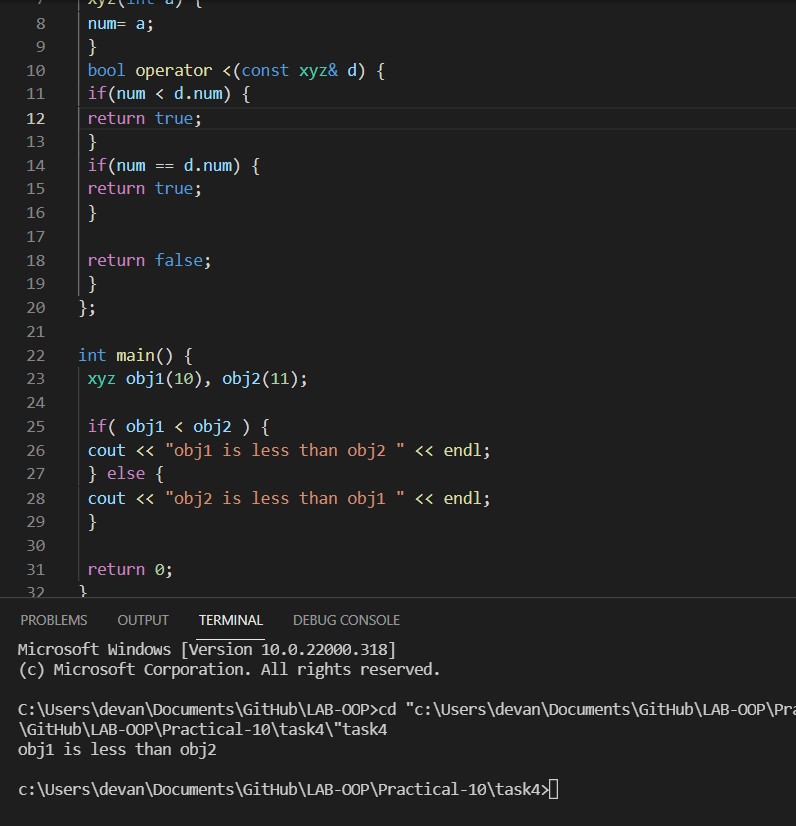 7 xyz(int a) {
8 num= a;
9 }
10 bool operator <(const xyz& d) {
11 if(num < d.num) {
12 return true;
13 }
14 if(num == d.num) {
15 return true;
16 }
17
18 return false;
19 }
20 };
21
22 int main() {
23 xyz obj1(10), obj2(11);
24
25 if( obj1 < obj2 ) {
26 cout << "obj1 is less than obj2 " << endl;
27 } else {
28 cout << "obj2 is less than obj1 " << endl;
29 }
30
31 return 0;
32 }
PROBLEMS OUTPUT TERMINAL DEBUG CONSOLE
Microsoft Windows [Version 10.0.22000.318]
(c) Microsoft Corporation. All rights reserved.
C:\Users\devan\Documents\GitHub\LAB-OOP>cd "c:\Users\devan\Documents\GitHub\LAB-OOP\Pra
\GitHub\LAB-OOP\Practical-10\task4\"task4
obj1 is less than obj2
c:\Users\devan\Documents\GitHub\LAB-OOP\Practical-10\task4>